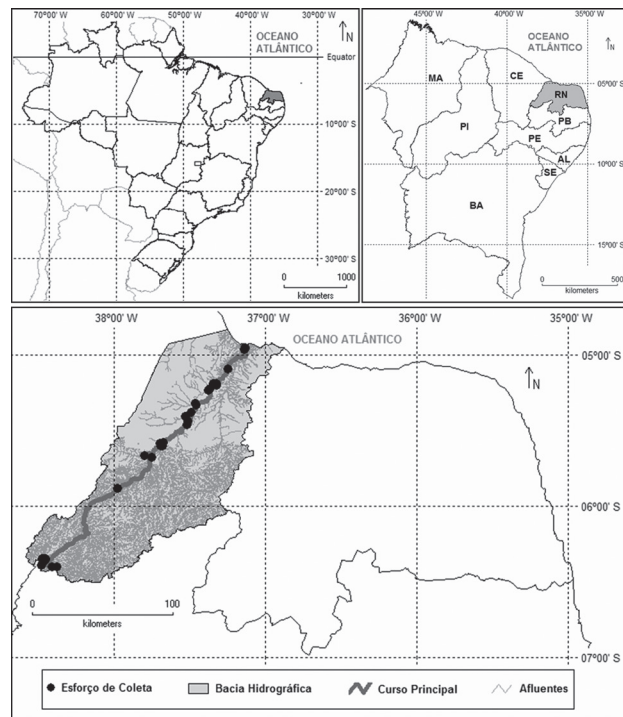 70°00' W
60°00' W
50°00' W
40°00' W
OCEANO
ATLÂNTICO
N
Equator
10°00' S
20°00' S
30°00' S
0
1000
kilometers
45°00' W
40°00' W
35°00' W
OCEANO
ATLÂNTICO
N
05°00' S
10°00' S
15°00' S
MA
CE
RN
PI
PB
PE
AL
SE
BA
0
500
kilometers
38°00' W
37°00' W
36°00' W
35°00' W
OCEANO ATLÂNTICO
05°00' S
N
06°00' S
07°00' S
0
100
kilometers
Esforço de Coleta
Bacia Hidrográfica
Curso Principal
Afluentes